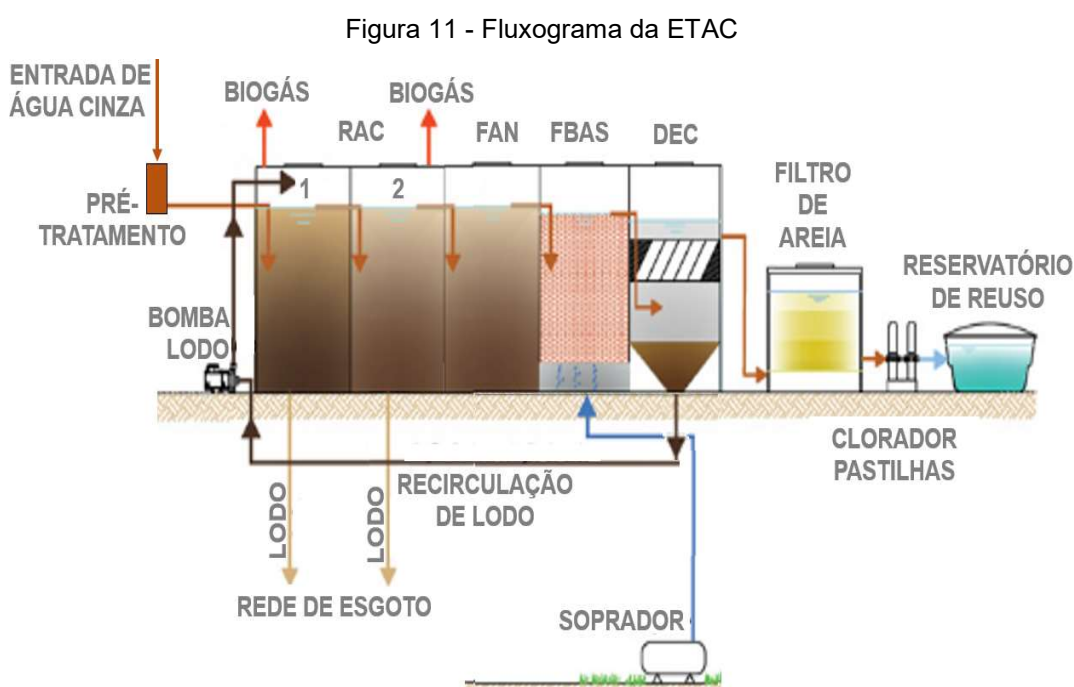 Figura 11 - Fluxograma da ETAC
ENTRADA DE
ÁGUA CINZA
BIOGÁS
BIOGÁS
RAC
FAN
FBAS
DEC
1
2
PRÉ-
TRATAMENTO
FILTRO
DE
AREIA
RESERVATÓRIO
DE REUSO
BOMBA
LODO
CLORADOR
PASTILHAS
RECIRCULAÇÃO
DE LODO
LODO
LODO
REDE DE ESGOTO
SOPRADOR